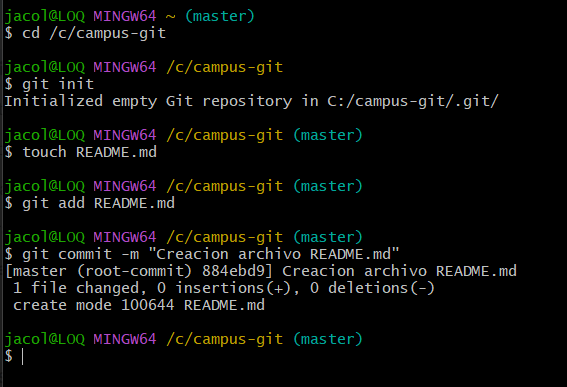 jacol@LOQ MINGW64 ~ (master)
$ cd /c/campus-git
jacol@LOQ MINGW64 /c/campus-git
$ git init
Initialized empty Git repository in C:/campus-git/.git/
jacol@LOQ MINGW64 /c/campus-git (master)
$ touch README.md
jacol@LOQ MINGW64 /c/campus-git (master)
$ git add README.md
jacol@LOQ MINGW64 /c/campus-git (master)
$ git commit -m "Creacion archivo README.md"
[master (root-commit) 884ebd9] Creacion archivo README.md
 1 file changed, 0 insertions(+), 0 deletions(-)
 create mode 100644 README.md
jacol@LOQ MINGW64 /c/campus-git (master)
$